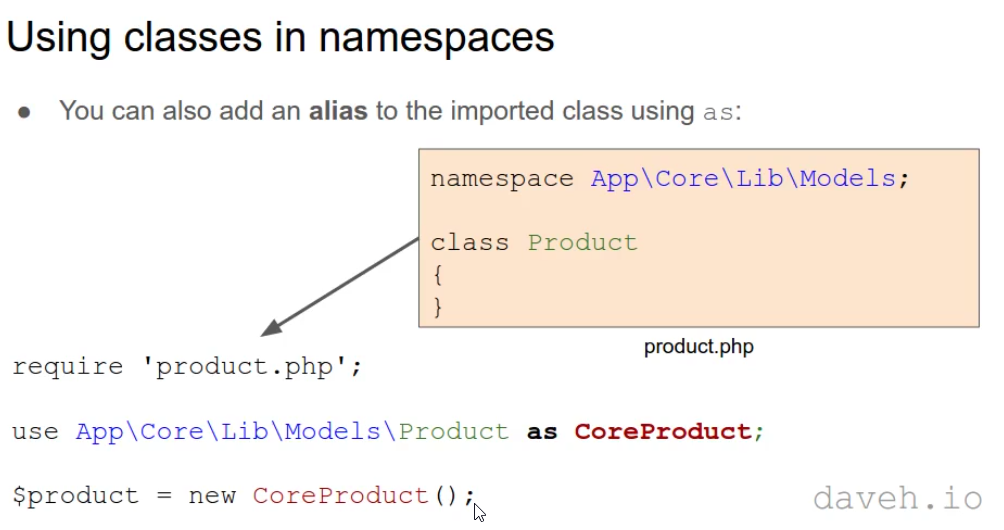 Using classes in namespaces
● You can also add an alias to the imported class using as:
namespace App\Core\Lib\Models;
class Product
{
}
product.php
require 'product.php';
use App\Core\Lib\Models\Product as CoreProduct;
$product = new CoreProduct();
daveh.io